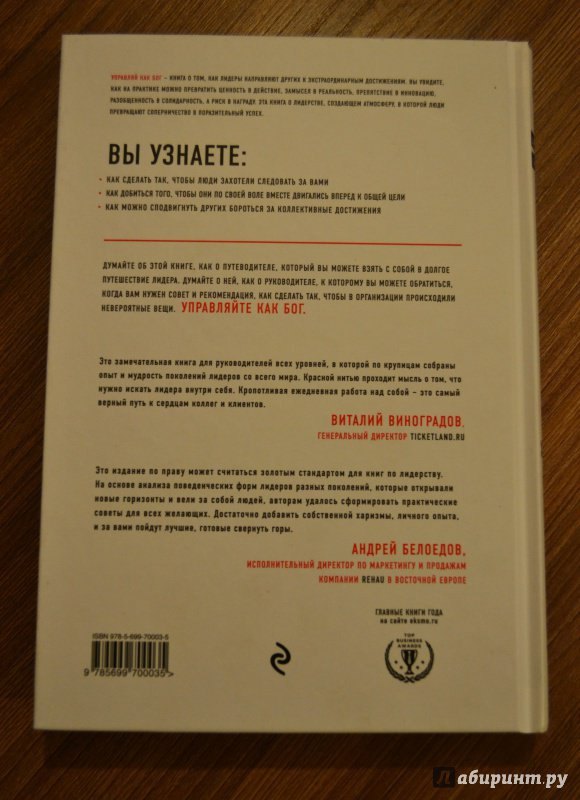 УПРАВЛЯЙ КАК БОГ – КНИГА О ТОМ, КАК ЛИДЕРЫ НАПРАВЛЯЮТ ДРУГИХ К ЭКСТРАОРДИНАРНЫМ ДОСТИЖЕНИЯМ. ВЫ УВИДИТЕ,
КАК НА ПРАКТИКЕ МОЖНО ПРЕВРАТИТЬ ЦЕННОСТЬ В ДЕЙСТВИЕ, ЗАМЫСЕЛ В РЕАЛЬНОСТЬ, ПРЕПЯТСТВИЕ В ИННОВАЦИЮ,
РАЗОБЩЕННОСТЬ В СОЛИДАРНОСТЬ, А РИСК В НАГРАДУ. ЭТА КНИГА О ЛИДЕРСТВЕ, СОЗДАЮЩЕМ АТМОСФЕРУ, В КОТОРОЙ ЛЮДИ
ПРЕВРАЩАЮТ СОПЕРНИЧЕСТВО В ПОРАЗИТЕЛЬНЫЙ УСПЕХ.
ВЫ УЗНАЕТЕ:
• КАК СДЕЛАТЬ ТАК, ЧТОБЫ ЛЮДИ ЗАХОТЕЛИ СЛЕДОВАТЬ ЗА ВАМИ
• КАК ДОБИТЬСЯ ТОГО, ЧТОБЫ ОНИ ПО СВОЕЙ ВОЛЕ ВМЕСТЕ ДВИГАЛИСЬ ВПЕРЕД К ОБЩЕЙ ЦЕЛИ
• КАК МОЖНО СПОДВИГНУТЬ ДРУГИХ БОРОТЬСЯ ЗА КОЛЛЕКТИВНЫЕ ДОСТИЖЕНИЯ
ДУМАЙТЕ ОБ ЭТОЙ КНИГЕ, КАК О ПУТЕВОДИТЕЛЕ, КОТОРЫЙ ВЫ МОЖЕТЕ ВЗЯТЬ С СОБОЙ В ДОЛГОЕ
ПУТЕШЕСТВИЕ ЛИДЕРА. ДУМАЙТЕ О НЕЙ, КАК О РУКОВОДИТЕЛЕ, К КОТОРОМУ ВЫ МОЖЕТЕ ОБРАТИТЬСЯ,
КОГДА ВАМ НУЖЕН СОВЕТ И РЕКОМЕНДАЦИЯ, КАК СДЕЛАТЬ ТАК, ЧТОБЫ В ОРГАНИЗАЦИИ ПРОИСХОДИЛИ
НЕВЕРОЯТНЫЕ ВЕЩИ. УПРАВЛЯЙТЕ КАК БОГ.
Это замечательная книга для руководителей всех уровней, в которой по крупицам собраны
опыт и мудрость поколений лидеров со всего мира. Красной нитью проходит мысль о том, что
нужно искать лидера внутри себя. Кропотливая ежедневная работа над собой – это самый
верный путь к сердцам коллег и клиентов.
ВИТАЛИЙ ВИНОГРАДОВ,
ГЕНЕРАЛЬНЫЙ ДИРЕКТОР TICKETLAND.RU
Это издание по праву может считаться золотым стандартом для книг по лидерству.
На основе анализа поведенческих форм лидеров разных поколений, которые открывали
новые горизонты и вели за собой людей, авторам удалось сформировать практические
советы для всех желающих. Достаточно добавить собственной харизмы, личного опыта,
и за вами пойдут лучшие, готовые свернуть горы.
АНДРЕЙ БЕЛОЕДОВ,
ИСПОЛНИТЕЛЬНЫЙ ДИРЕКТОР ПО МАРКЕТИНГУ И ПРОДАЖАМ
КОМПАНИИ REHAU В ВОСТОЧНОЙ ЕВРОПЕ
ГЛАВНЫЕ КНИГИ ГОДА
на сайте eksmo.ru
ISBN 978-5-699-70003-5
9 785699 700035>
TOP
BUSINESS
AWARDS
Лабиринт.ру